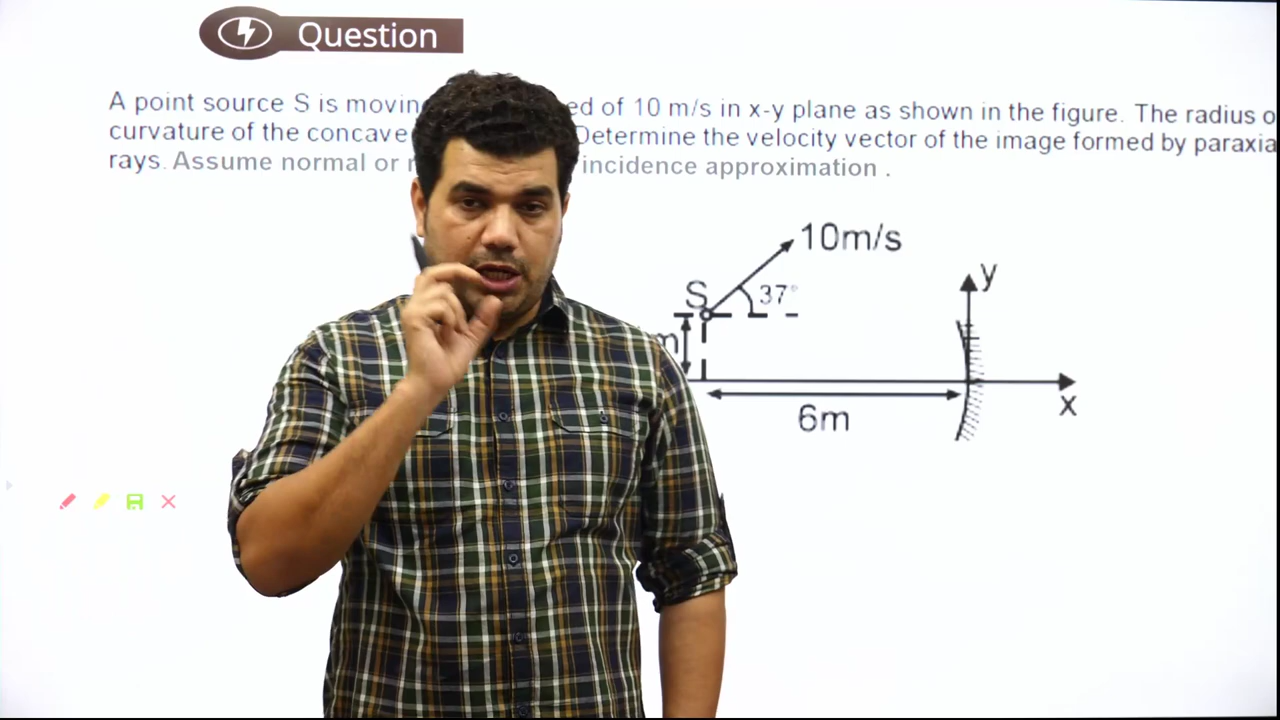 Question
A point source S is movin ed of 10 m/s in x-y plane as shown in the figure. The radius o
curvature of the concave Determine the velocity vector of the image formed by paraxia
rays. Assume normal or incidence approximation .
10m/s
y
S
37°
m
x
6m